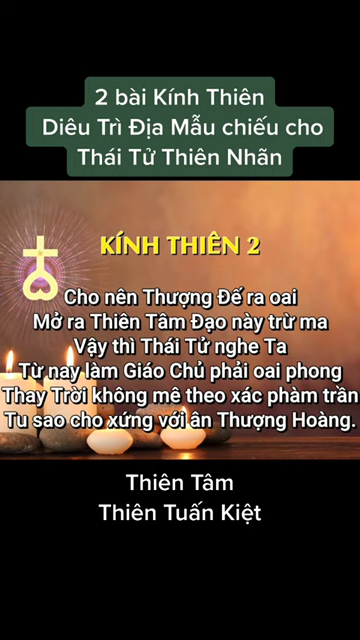 2 bài Kính Thiên
Diêu Trì Địa Mẫu chiếu cho
Thái Tử Thiên Nhãn
KÍNH THIÊN 2
Cho nên Thượng Đế ra oai
Mở ra Thiên Tâm Đạo này trừ ma
Vậy thì Thái Tử nghe Ta
Từ nay làm Giáo Chủ phải oai phong
Thay Trời không mê theo xác phàm trần
Tu sao cho xứng với ân Thượng Hoàng.
Thiên Tâm
Thiên Tuấn Kiệt